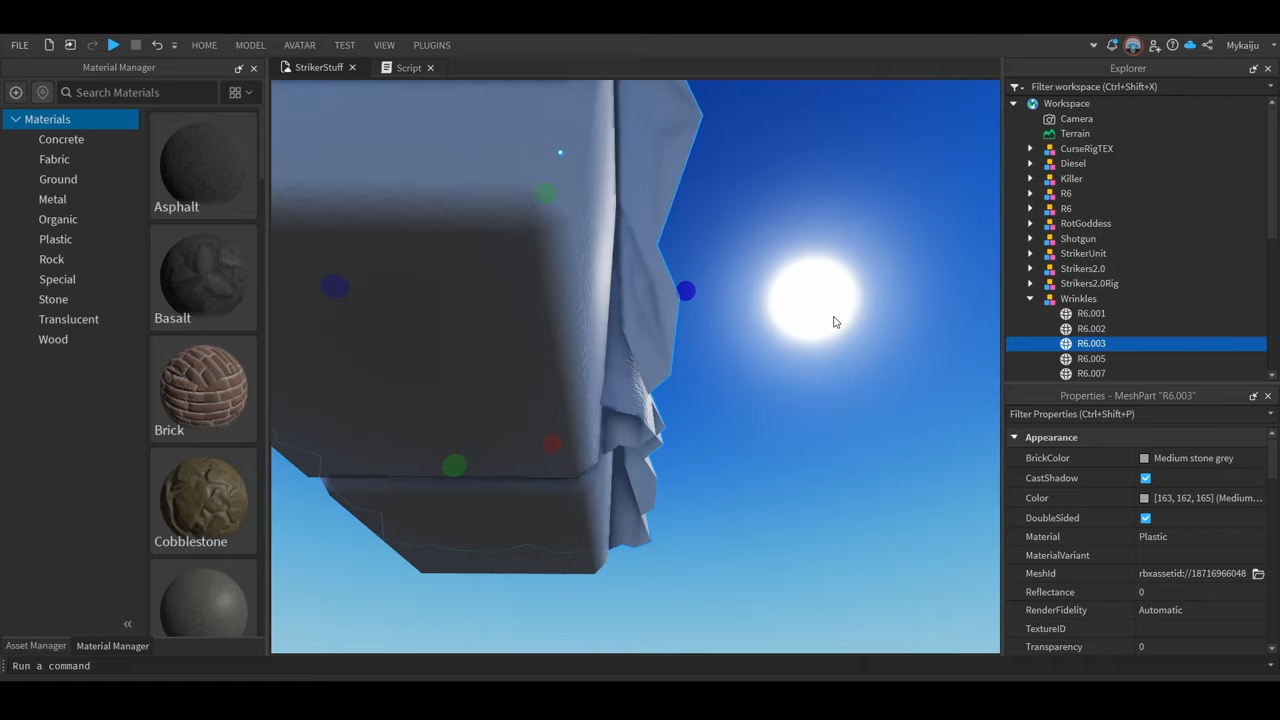 FILE HOME MODEL AVATAR TEST VIEW PLUGINS Mykaiju
Material Manager
Search Materials
Materials
Concrete
Fabric
Ground
Metal
Organic
Plastic
Rock
Special
Stone
Translucent
Wood
Asphalt
Basalt
Brick
Cobblestone
Asset Manager Material Manager
Run a command
StrikerStuff
Script
Explorer
Filter workspace (Ctrl+Shift+X)
Workspace
Camera
Terrain
CurseRigTEX
Diesel
Killer
R6
R6
RotGoddess
Shotgun
StrikerUnit
Strikers2.0
Strikers2.0Rig
Wrinkles
R6.001
R6.002
R6.003
R6.005
R6.007
Properties - MeshPart "R6.003"
Filter Properties (Ctrl+Shift+P)
Appearance
BrickColor Medium stone grey
CastShadow
Color [163, 162, 165] (Medium...
DoubleSided
Material Plastic
MaterialVariant
MeshId rbxassetid://18716966048
Reflectance 0
RenderFidelity Automatic
TextureID
Transparency 0